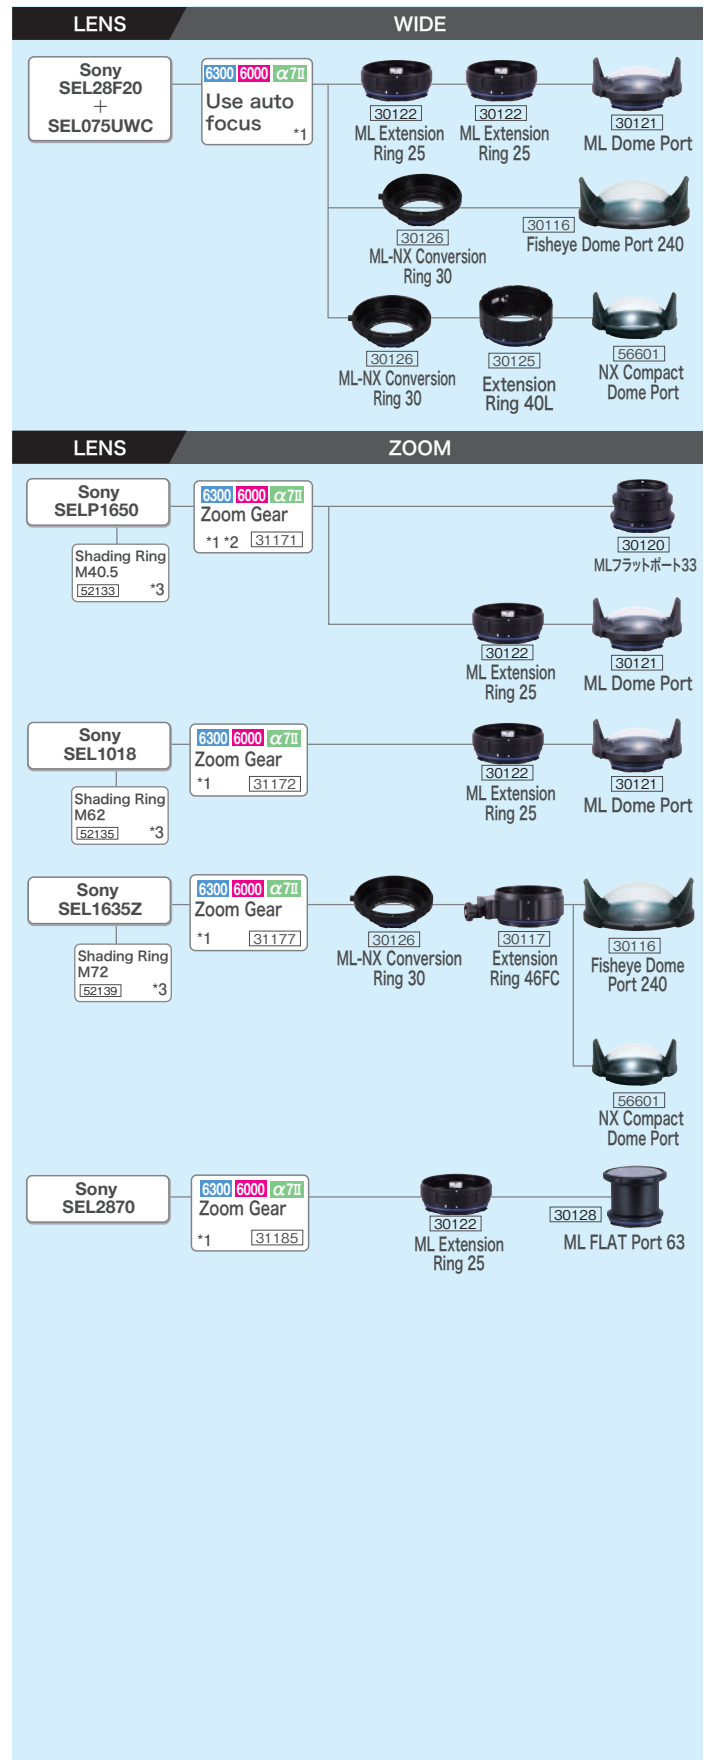 LENS
WIDE
Sony
SEL28F20
+
SEL075UWC
6300 6000 α7II
Use auto
focus
*1
30122
ML Extension
Ring 25
30122
ML Extension
Ring 25
30121
ML Dome Port
30126
ML-NX Conversion
Ring 30
30116
Fisheye Dome Port 240
30126
ML-NX Conversion
Ring 30
30125
Extension
Ring 40L
56601
NX Compact
Dome Port
LENS
ZOOM
Sony
SELP1650
Shading Ring
M40.5
52133 *3
6300 6000 α7II
Zoom Gear
*1 *2 31171
30120
MLフラットポート33
30122
ML Extension
Ring 25
30121
ML Dome Port
Sony
SEL1018
Shading Ring
M62
52135 *3
6300 6000 α7II
Zoom Gear
*1 31172
30122
ML Extension
Ring 25
30121
ML Dome Port
Sony
SEL1635Z
Shading Ring
M72
52139 *3
6300 6000 α7II
Zoom Gear
*1 31177
30126
ML-NX Conversion
Ring 30
30117
Extension
Ring 46FC
30116
Fisheye Dome
Port 240
56601
NX Compact
Dome Port
Sony
SEL2870
6300 6000 α7II
Zoom Gear
*1 31185
30122
ML Extension
Ring 25
30128
ML FLAT Port 63